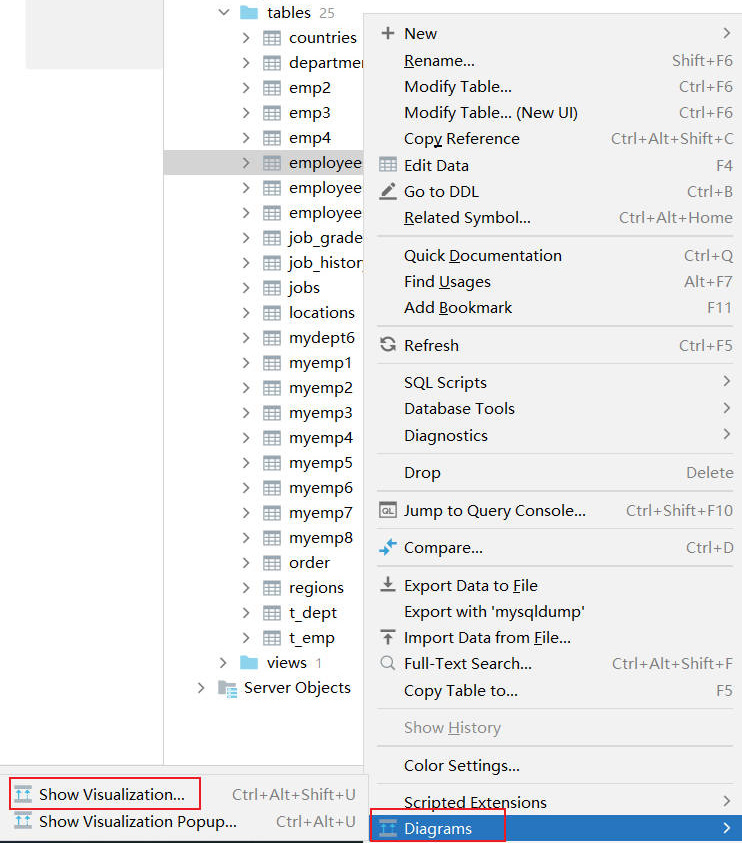 tables 25
countries
departmen
emp2
emp3
emp4
employee
employee
employee
job_grade
job_histor
jobs
locations
mydept6
myemp1
myemp2
myemp3
myemp4
myemp5
myemp6
myemp7
myemp8
order
regions
t_dept
t_emp
views 1
Server Objects
New
Rename... Shift+F6
Modify Table... Ctrl+F6
Modify Table... (New UI) Ctrl+F6
Copy Reference Ctrl+Alt+Shift+C
Edit Data F4
Go to DDL Ctrl+B
Related Symbol... Ctrl+Alt+Home
Quick Documentation Ctrl+Q
Find Usages Alt+F7
Add Bookmark F11
Refresh Ctrl+F5
SQL Scripts
Database Tools
Diagnostics
Drop Delete
QL Jump to Query Console... Ctrl+Shift+F10
Compare... Ctrl+D
Export Data to File
Export with 'mysqldump'
Import Data from File...
Full-Text Search... Ctrl+Alt+Shift+F
Copy Table to... F5
Show History
Color Settings...
Scripted Extensions
Diagrams
Show Visualization... Ctrl+Alt+Shift+U
Show Visualization Popup... Ctrl+Alt+U